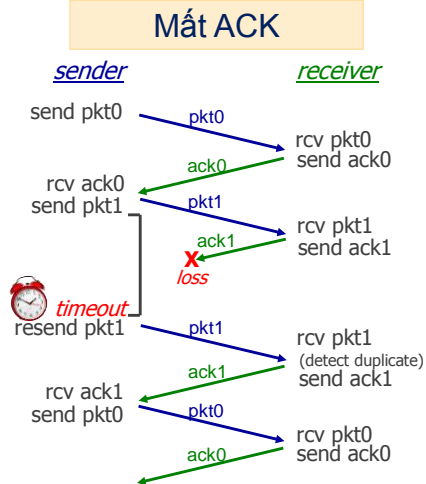 Mất ACK
sender
receiver
send pkt0
pkt0
rcv pkt0
send ack0
ack0
rcv ack0
send pkt1
pkt1
rcv pkt1
send ack1
ack1
X
loss
timeout
resend pkt1
pkt1
rcv pkt1
(detect duplicate)
send ack1
ack1
rcv ack1
send pkt0
pkt0
rcv pkt0
send ack0
ack0